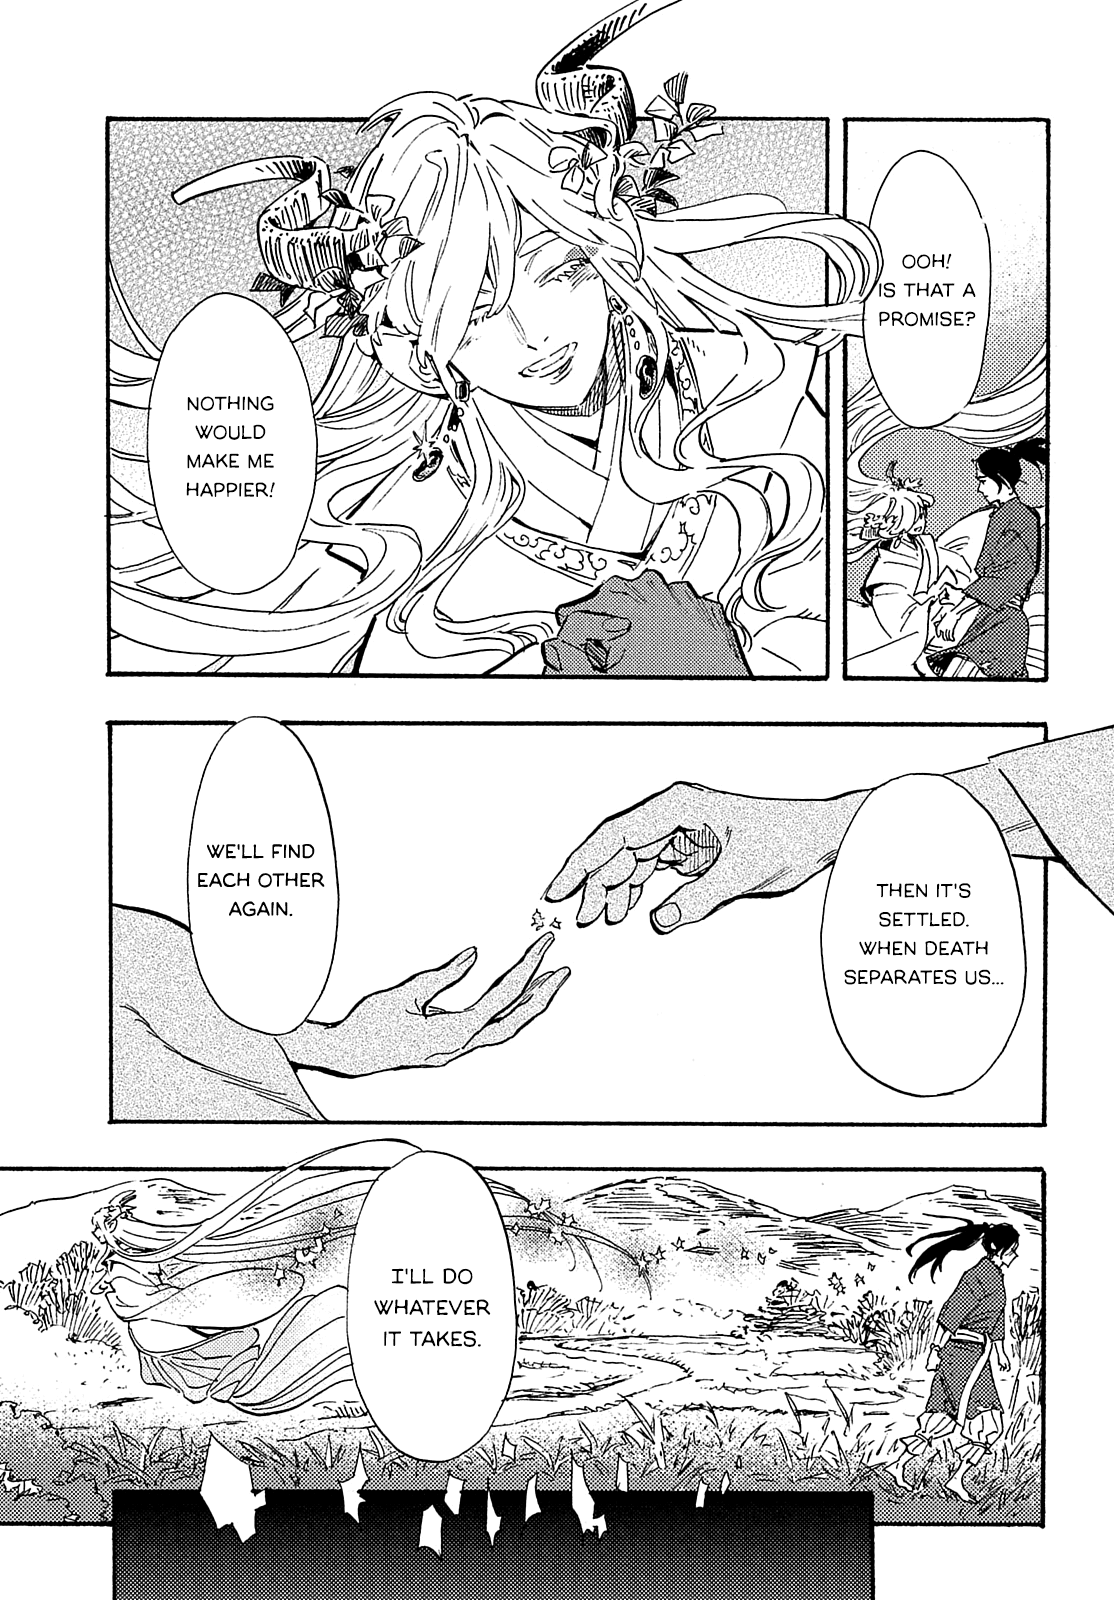 OOH!
IS THAT A
PROMISE?
NOTHING
WOULD
MAKE ME
HAPPIER!
THEN IT'S
SETTLED.
WHEN DEATH
SEPARATES US...
WE'LL FIND
EACH OTHER
AGAIN.
I'LL DO
WHATEVER
IT TAKES.